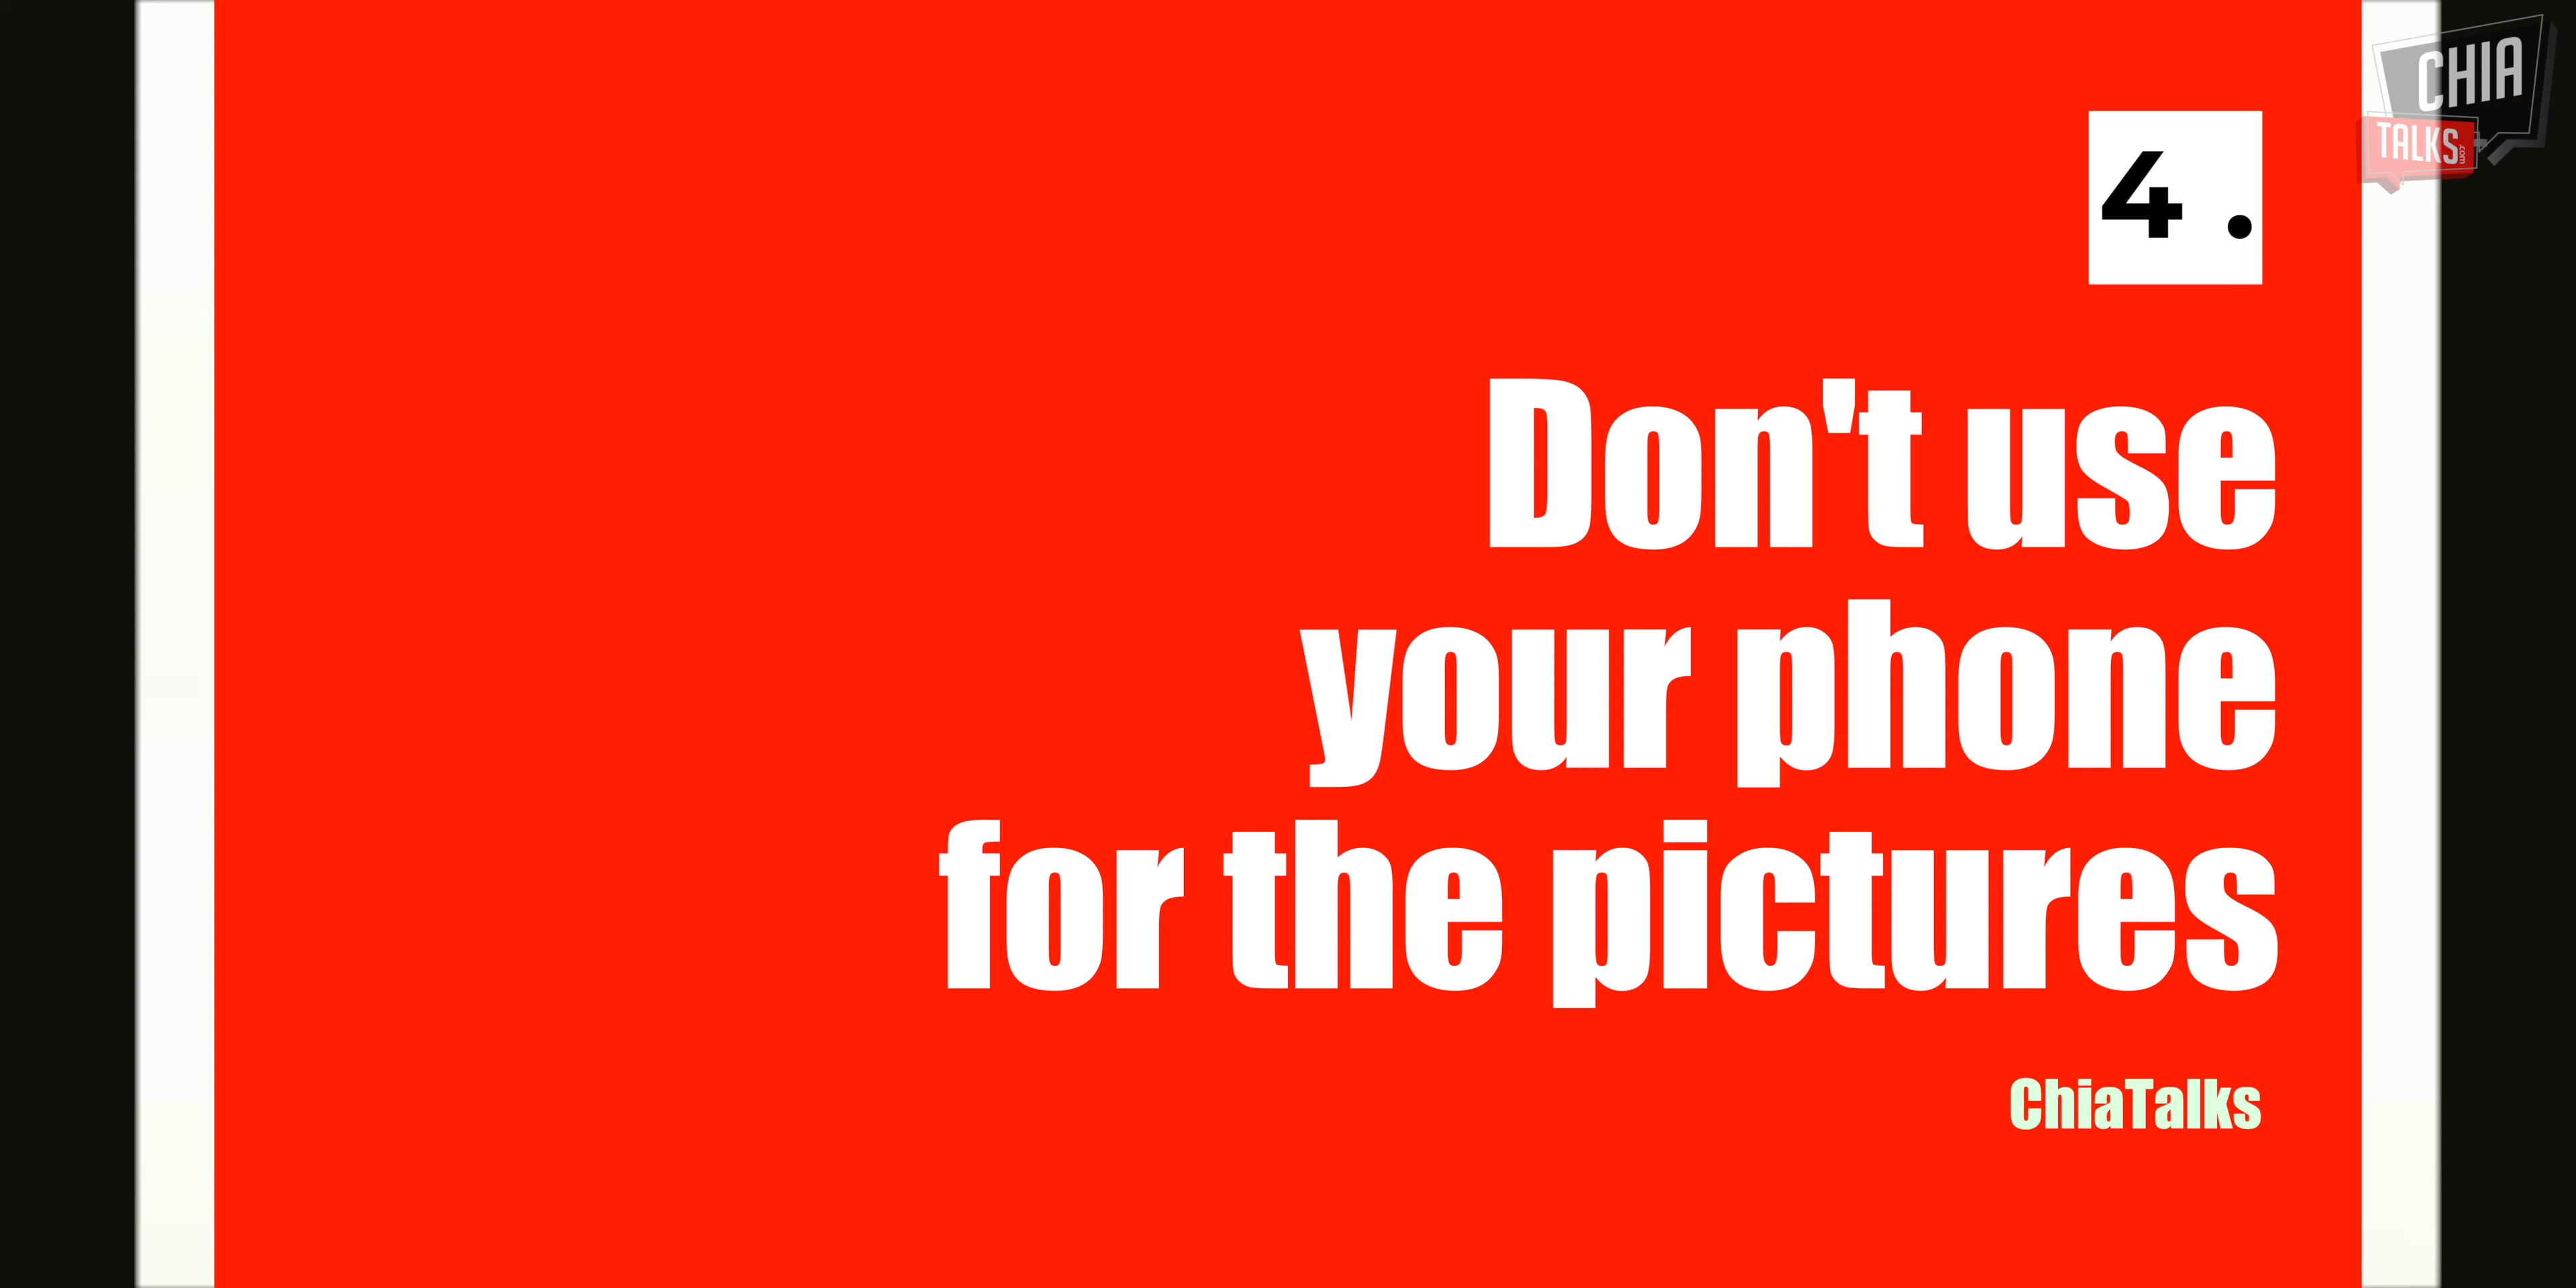 CHIA
TALKS.com
4 .
Don't use
your phone
for the pictures
ChiaTalks